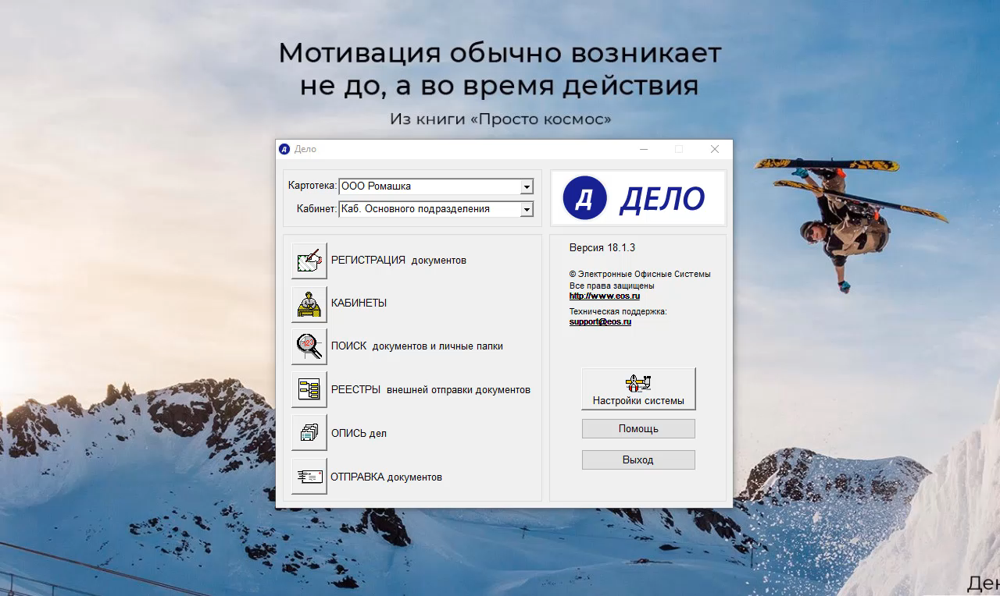 Мотивация обычно возникает
не до, а во время действия
Из книги «Просто космос»
Д Дело
Картотека: ООО Ромашка
Кабинет: Каб. Основного подразделения
Д ДЕЛО
РЕГИСТРАЦИЯ документов
КАБИНЕТЫ
ПОИСК документов и личные папки
РЕЕСТРЫ внешней отправки документов
ОПИСЬ дел
ОТПРАВКА документов
Версия 18.1.3
© Электронные Офисные Системы
Все права защищены
http://www.eos.ru
Техническая поддержка:
support@eos.ru
Настройки системы
Помощь
Выход